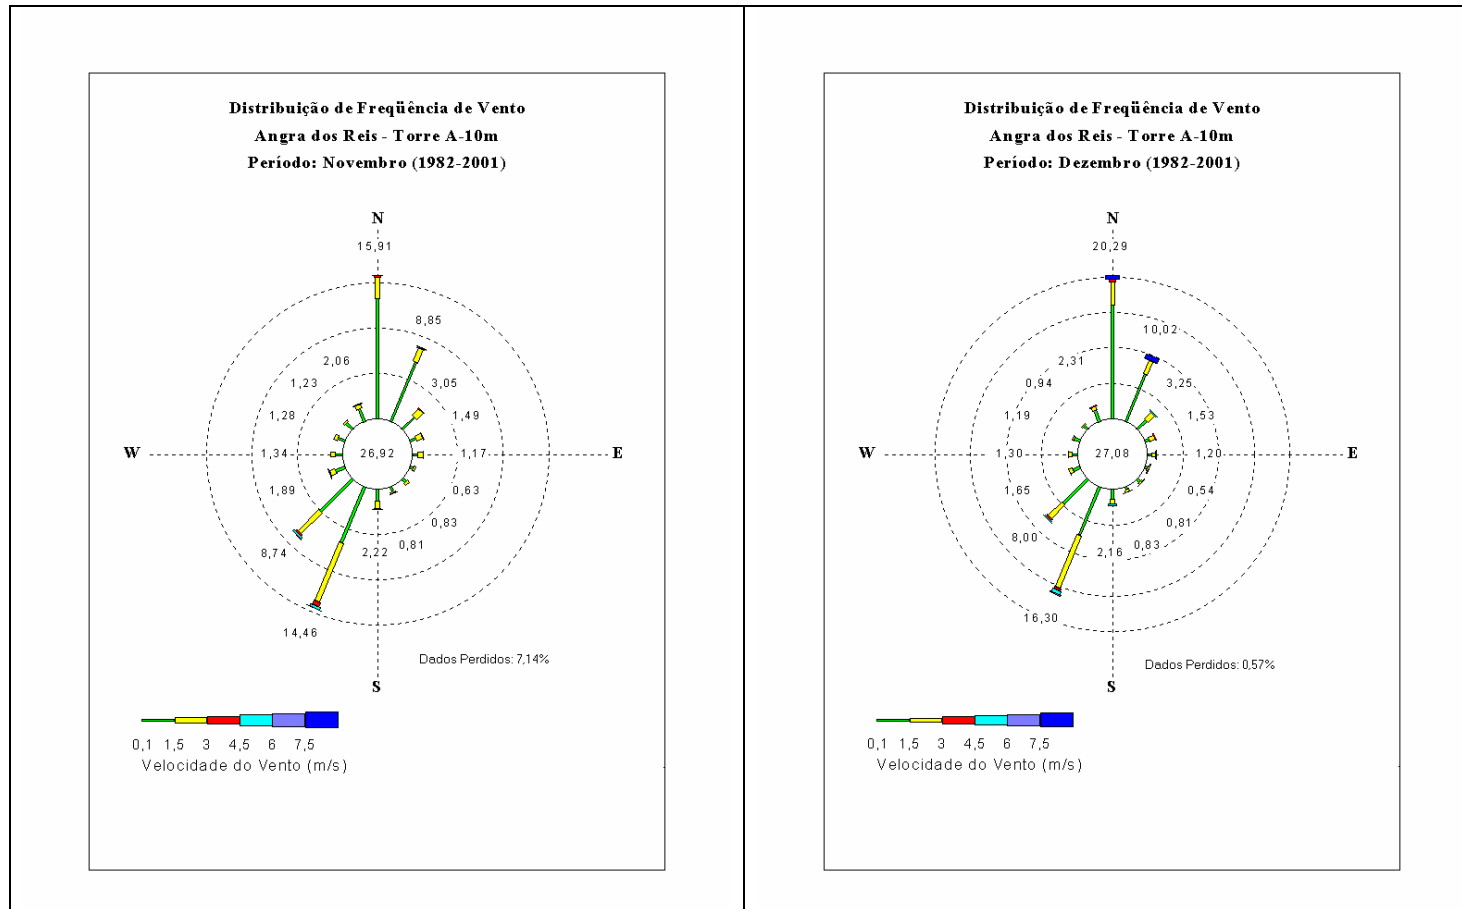 Distribuição de Freqüência de Vento
Angra dos Reis - Torre A-10m
Período: Novembro (1982-2001)
N
15,91
8,85
2,06
1,23
3,05
1,28
1,49
W
1,34
26,92
1,17
E
1,89
0,63
0,83
8,74
2,22
0,81
14,46
Dados Perdidos: 7,14%
S
0,1 1,5 3 4,5 6 7,5
Velocidade do Vento (m/s)
Distribuição de Freqüência de Vento
Angra dos Reis - Torre A-10m
Período: Dezembro (1982-2001)
N
20,29
10,02
2,31
0,94
3,25
1,19
1,53
W
1,30
27,08
1,20
E
1,65
0,54
0,81
8,00
2,16
0,83
16,30
Dados Perdidos: 0,57%
S
0,1 1,5 3 4,5 6 7,5
Velocidade do Vento (m/s)